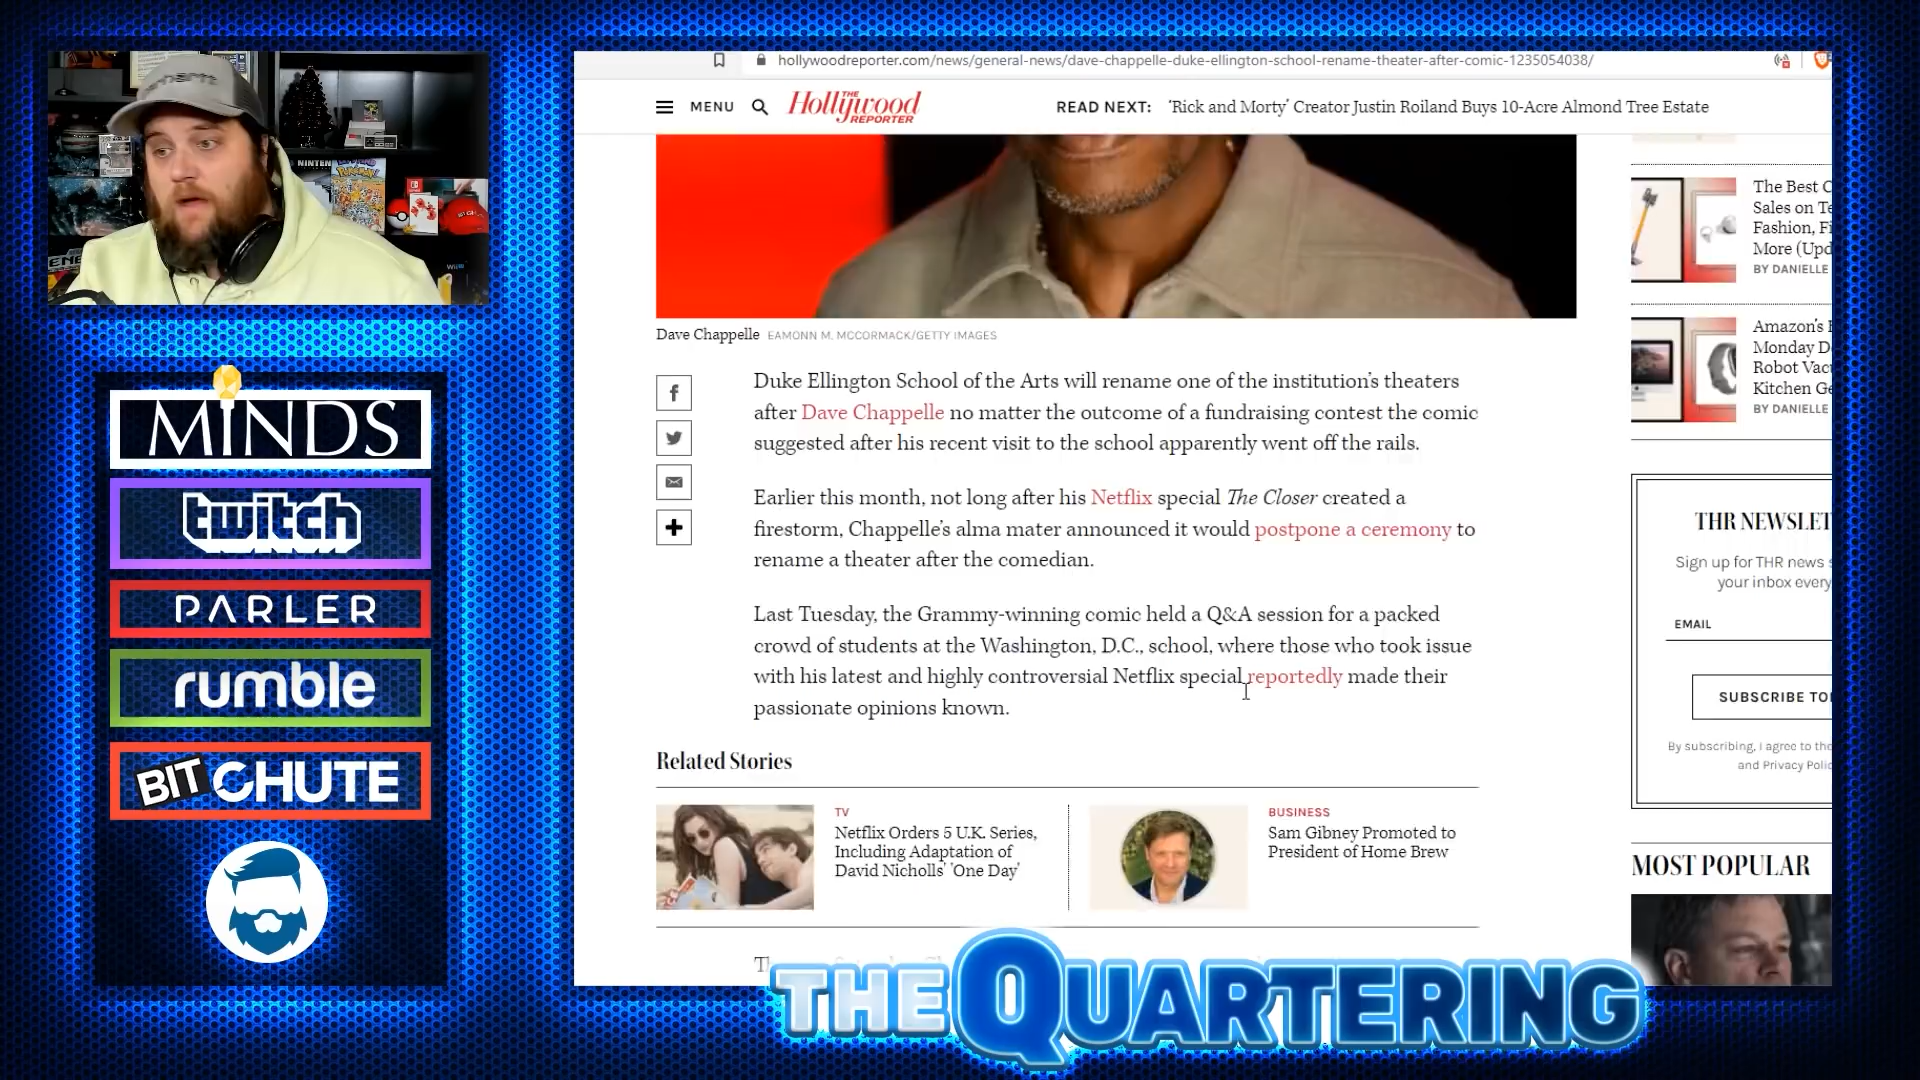 hollywoodreporter.com/news/general-news/dave-chappelle-duke-ellington-school-rename-theater-after-comic-1235054038/
MENU
THE
Hollywood
REPORTER
READ NEXT: 'Rick and Morty' Creator Justin Roiland Buys 10-Acre Almond Tree Estate
Dave Chappelle EAMONN M. MCCORMACK/GETTY IMAGES
Duke Ellington School of the Arts will rename one of the institution's theaters
after Dave Chappelle no matter the outcome of a fundraising contest the comic
suggested after his recent visit to the school apparently went off the rails.
Earlier this month, not long after his Netflix special The Closer created a
firestorm, Chappelle's alma mater announced it would postpone a ceremony to
rename a theater after the comedian.
Last Tuesday, the Grammy-winning comic held a Q&A session for a packed
crowd of students at the Washington, D.C., school, where those who took issue
with his latest and highly controversial Netflix special reportedly made their
passionate opinions known.
Related Stories
TV
Netflix Orders 5 U.K. Series,
Including Adaptation of
David Nicholls' 'One Day'
BUSINESS
Sam Gibney Promoted to
President of Home Brew
The Best
Sales on
Fashion,
More (Upd
BY DANIELLE
Amazon's
Monday
Robot Vac
Kitchen
BY DANIELLE
THR NEWSLET
Sign up for THR news
your inbox every
EMAIL
SUBSCRIBE TO
By subscribing, I agree to the
and Privacy Polic
MOST POPULAR
NINTEN
Pokémon
Wii U
MINDS
twitch
PARLER
rumble
BIT CHUTE
THE QUARTERING